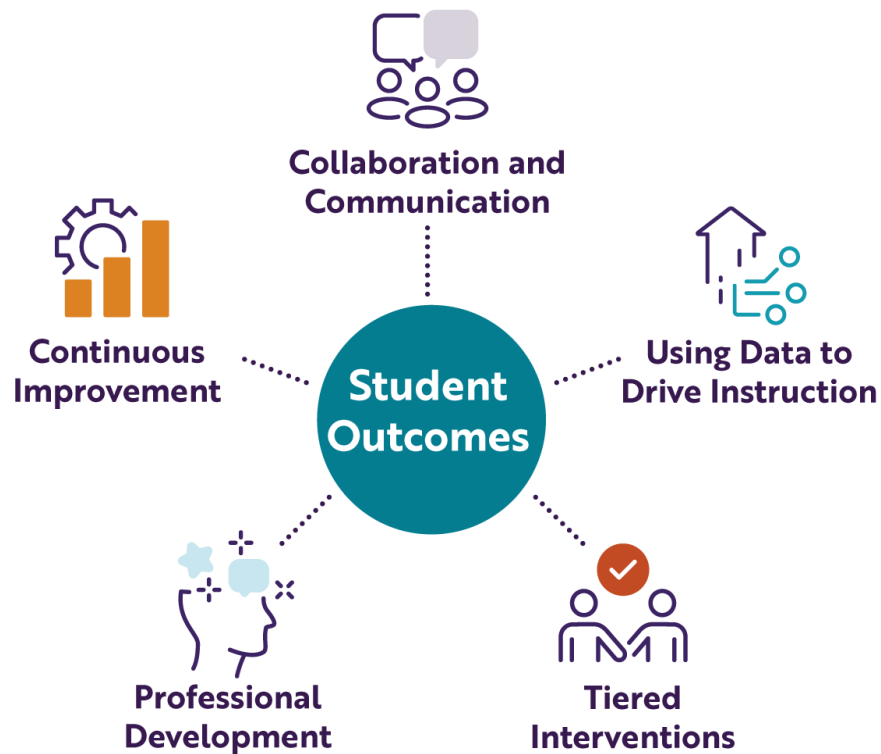 Collaboration and
Communication
Continuous
Improvement
Using Data to
Drive Instruction
Student
Outcomes
Professional
Development
Tiered
Interventions